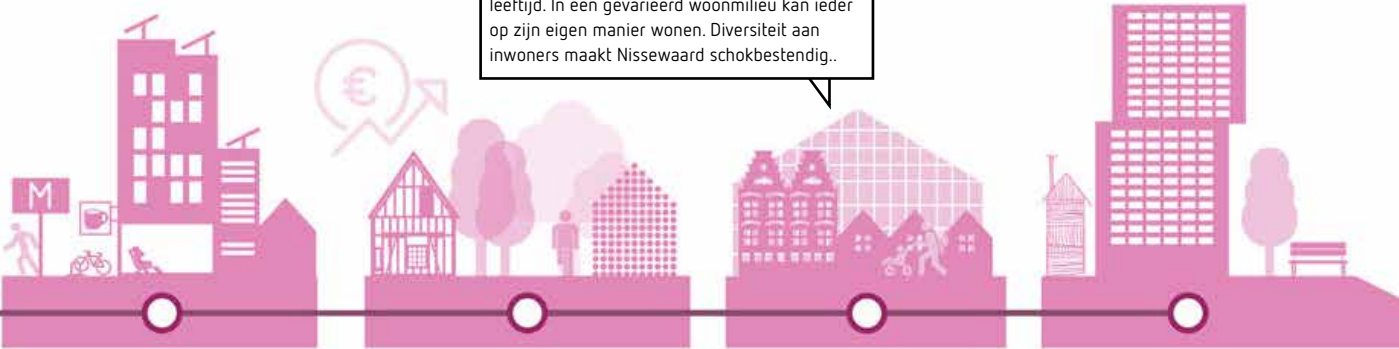 leeftijd. In een gevarieerd woonmilieu kan ieder
op zijn eigen manier wonen. Diversiteit aan
inwoners maakt Nissewaard schokbestendig..
€
M